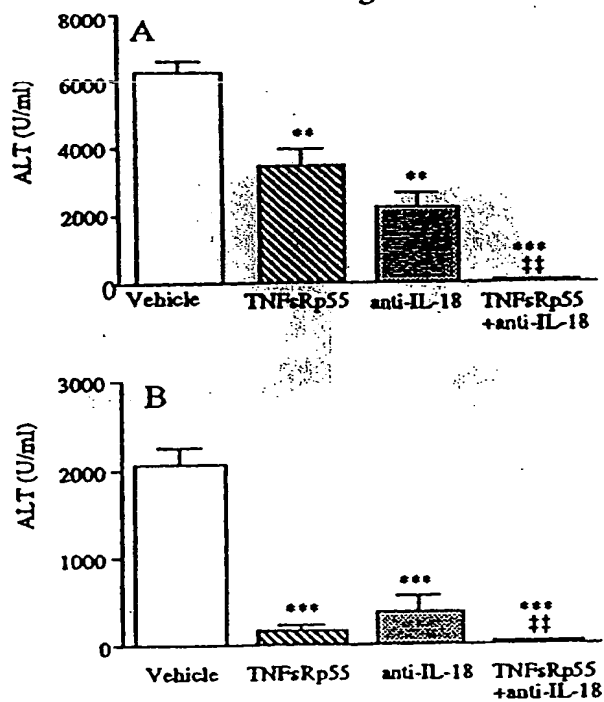 g
8000
A
6000
4000
2000
0
ALT (U/ml)
**
**
***
‡‡
Vehicle
TNFsRp55
anti-IL-18
TNFsRp55
+anti-IL-18
3000
B
2000
1000
0
ALT (U/ml)
***
***
***
‡‡
Vehicle
TNFsRp55
anti-IL-18
TNFsRp55
+anti-IL-18